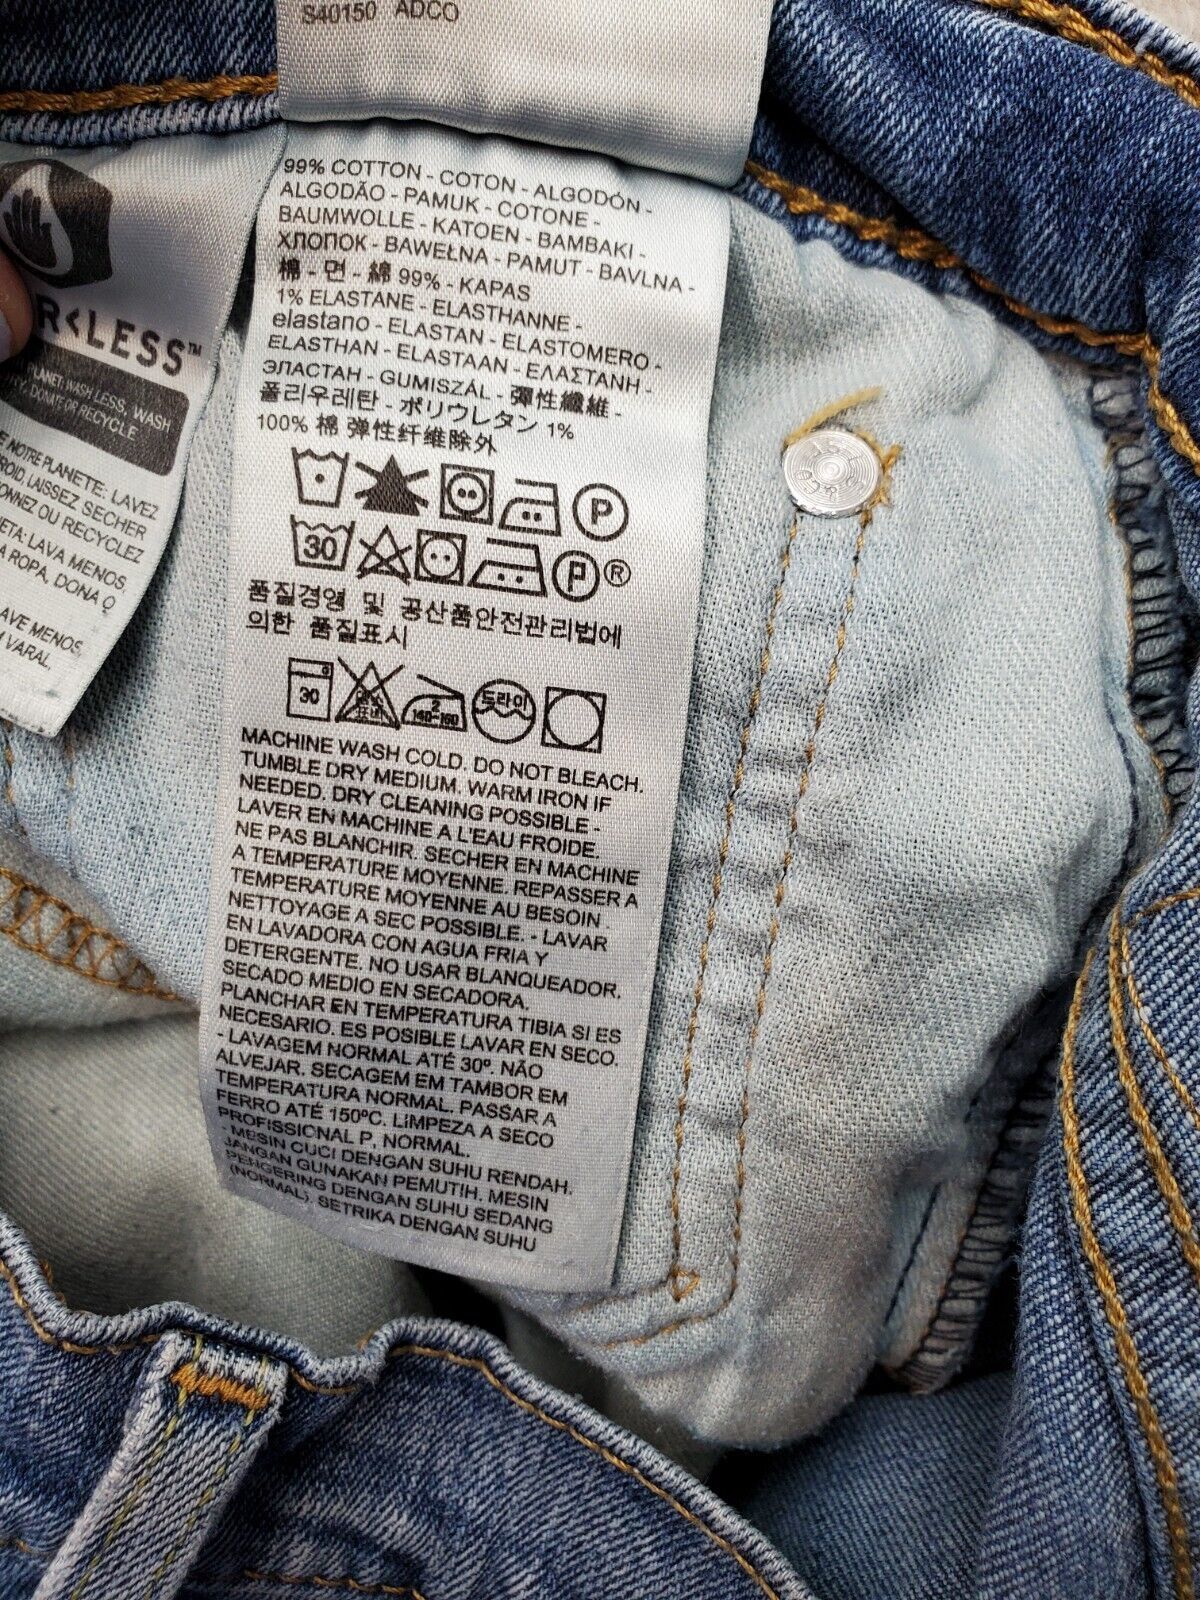 S40150 ADCO
99% COTTON - COTON - ALGODÓN -
ALGODÃO - PAMUK - COTONE -
BAUMWOLLE - KATOEN - BAMBAKI -
ХЛОПОК - BAWEŁNA - PAMUT - BAVLNA -
棉 - 면 - 綿 99% - KAPAS
1% ELASTANE - ELASTHANNE -
elastano - ELASTAN - ELASTOMERO -
ELASTHAN - ELASTAAN - ΕΛΑΣΤΑΝΗ -
ЭЛАСТАН - GUMISZÁL - 彈性纖維 -
폴리우레탄 - ポリウレタン 1%
100% 棉 弹性纤维除外
P
30 P ®
품질경영 및 공산품안전관리법에
의한 품질표시
30 2 140-160 드라이
MACHINE WASH COLD. DO NOT BLEACH.
TUMBLE DRY MEDIUM. WARM IRON IF
NEEDED. DRY CLEANING POSSIBLE -
LAVER EN MACHINE A L'EAU FROIDE.
NE PAS BLANCHIR. SECHER EN MACHINE
A TEMPERATURE MOYENNE. REPASSER A
TEMPERATURE MOYENNE AU BESOIN .
NETTOYAGE A SEC POSSIBLE. - LAVAR
EN LAVADORA CON AGUA FRIA Y
DETERGENTE. NO USAR BLANQUEADOR.
SECADO MEDIO EN SECADORA.
PLANCHAR EN TEMPERATURA TIBIA SI ES
NECESARIO. ES POSIBLE LAVAR EN SECO.
- LAVAGEM NORMAL ATÉ 30º. NÃO
ALVEJAR. SECAGEM EM TAMBOR EM
TEMPERATURA NORMAL. PASSAR A
FERRO ATÉ 150ºC. LIMPEZA A SECO
PROFISSIONAL P, NORMAL.
- MESIN CUCI DENGAN SUHU RENDAH.
JANGAN GUNAKAN PEMUTIH. MESIN
PENGERING DENGAN SUHU SEDANG
(NORMAL). SETRIKA DENGAN SUHU
R<LESS™
PLANET: WASH LESS, WASH
DONATE OR RECYCLE
NOTRE PLANETE: LAVEZ
ROID, LAISSEZ SECHER
ONNEZ OU RECYCLEZ
ETA: LAVA MENOS
A ROPA, DONA O
AVE MENOS,
VARAL,